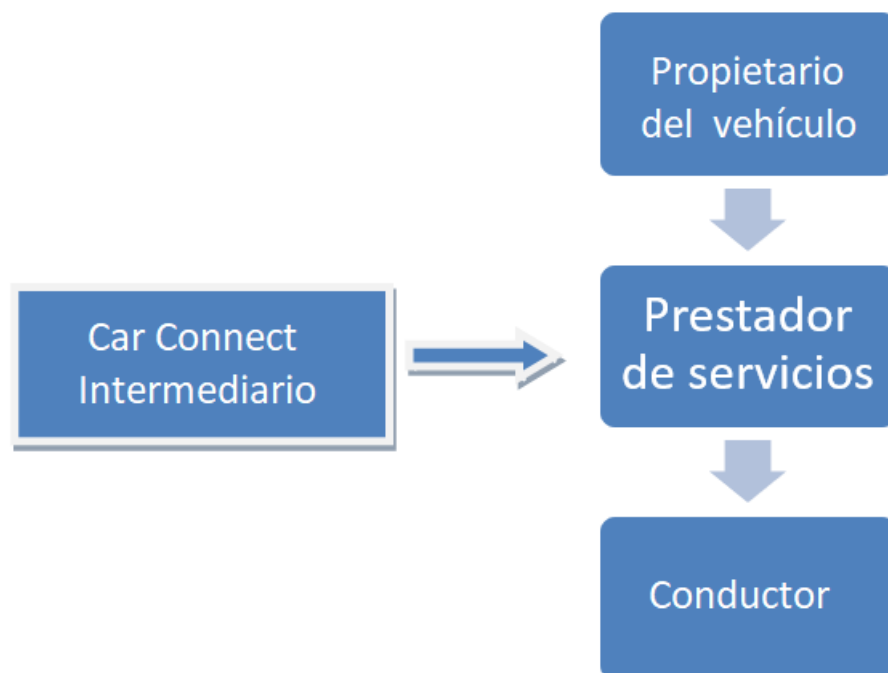 Propietario
del vehículo
Car Connect
Intermediario
Prestador
de servicios
Conductor